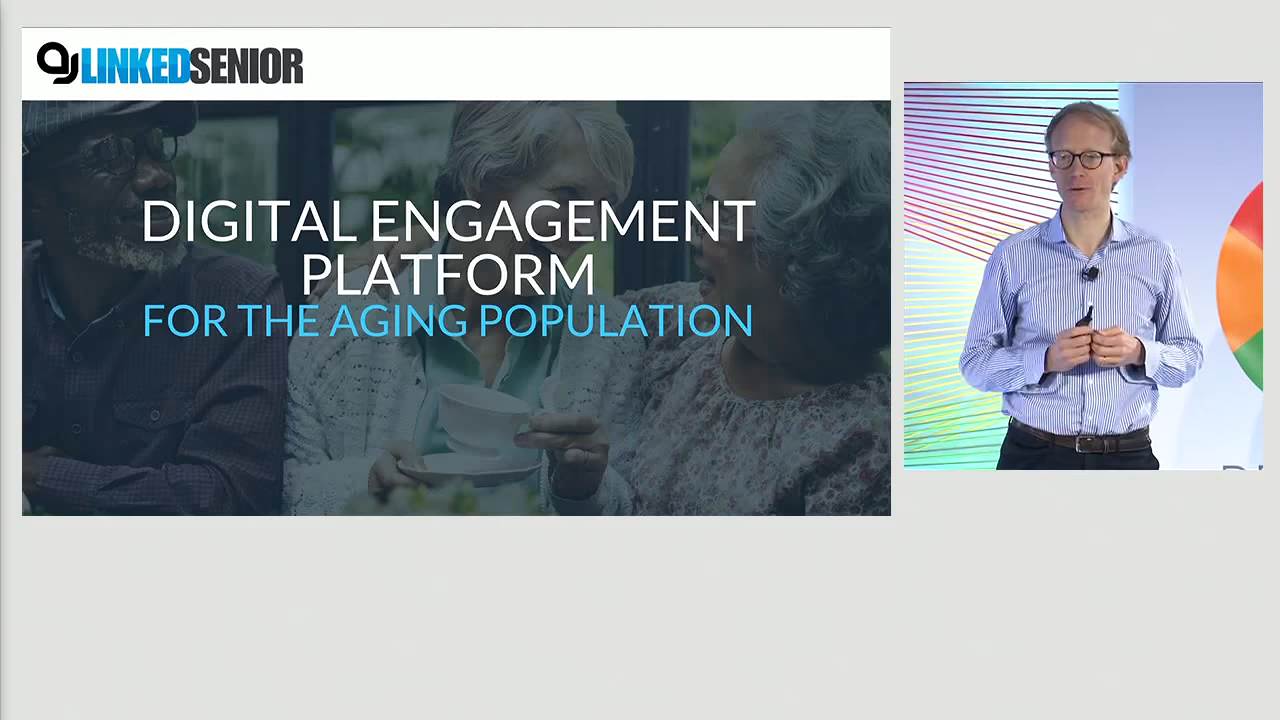 LINKEDSENIOR
DIGITAL ENGAGEMENT
PLATFORM
FOR THE AGING POPULATION